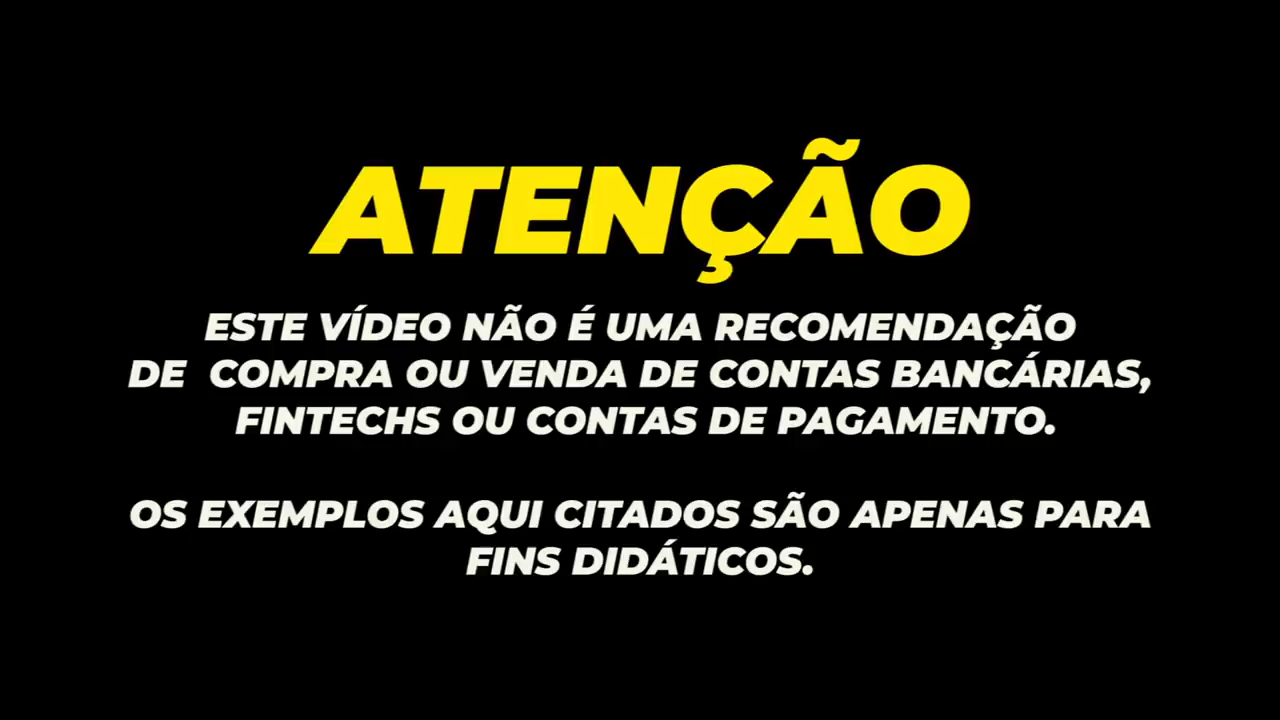 ATENÇÃO
ESTE VÍDEO NÃO É UMA RECOMENDAÇÃO
DE COMPRA OU VENDA DE CONTAS BANCÁRIAS,
FINTECHS OU CONTAS DE PAGAMENTO.
OS EXEMPLOS AQUI CITADOS SÃO APENAS PARA
FINS DIDÁTICOS.